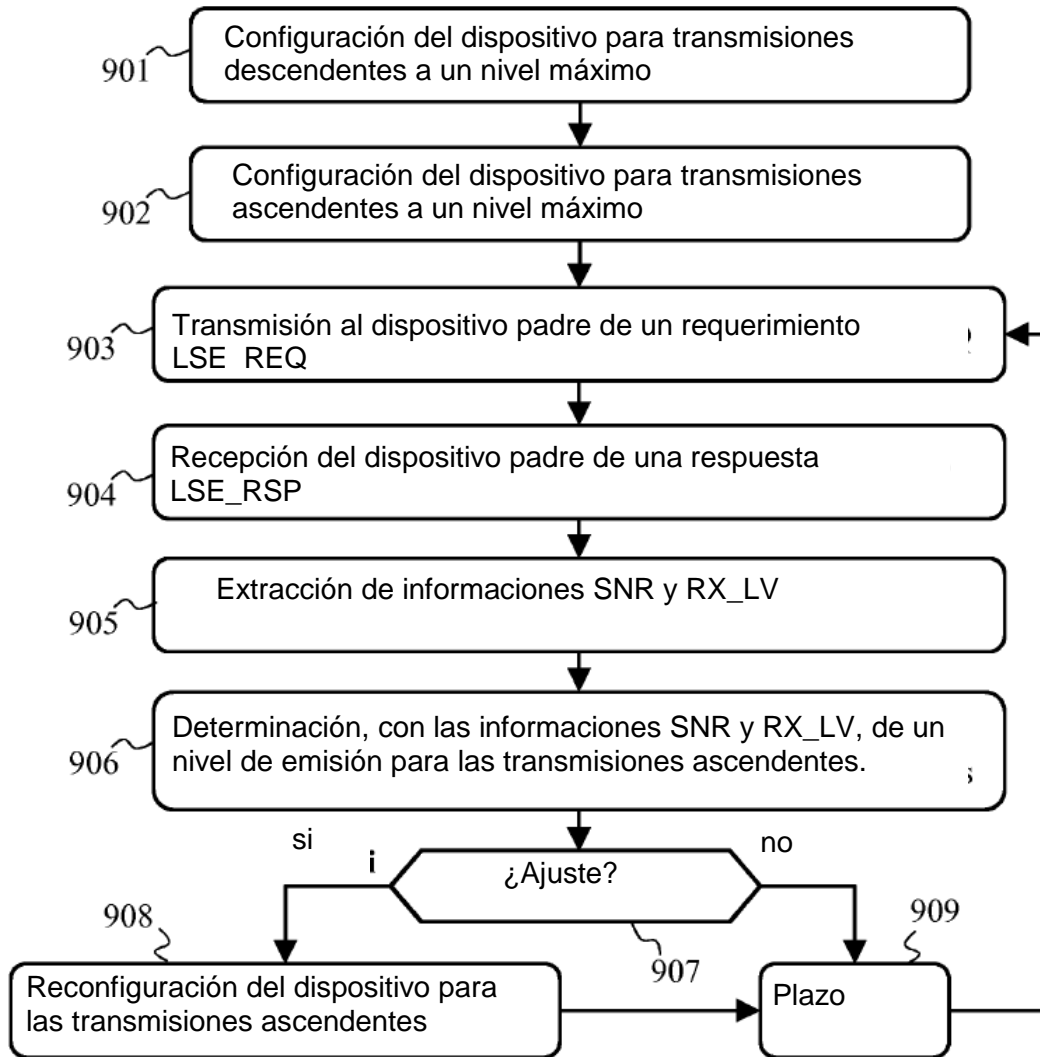 901
Configuración del dispositivo para transmisiones
descendentes a un nivel máximo
902
Configuración del dispositivo para transmisiones
ascendentes a un nivel máximo
903
Transmisión al dispositivo padre de un requerimiento
LSE_REQ
904
Recepción del dispositivo padre de una respuesta
LSE_RSP
905
Extracción de informaciones SNR y RX_LV
906
Determinación, con las informaciones SNR y RX_LV, de un
nivel de emisión para las transmisiones ascendentes.
si
¿Ajuste?
no
907
908
Reconfiguración del dispositivo para
las transmisiones ascendentes
909
Plazo